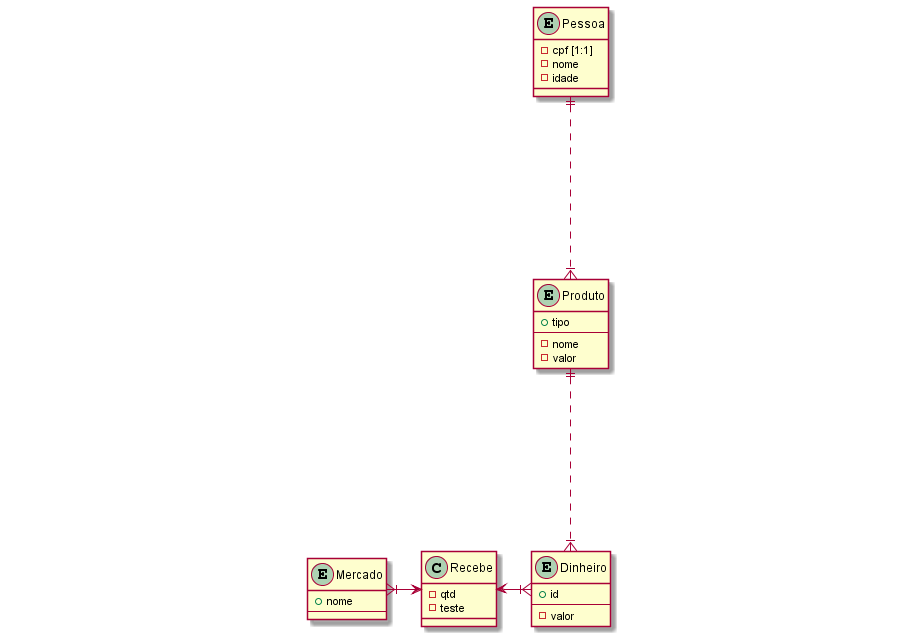 E Pessoa
cpf [1:1]
nome
idade
E Produto
tipo
nome
valor
E Mercado
nome
C Recebe
qtd
teste
E Dinheiro
id
valor